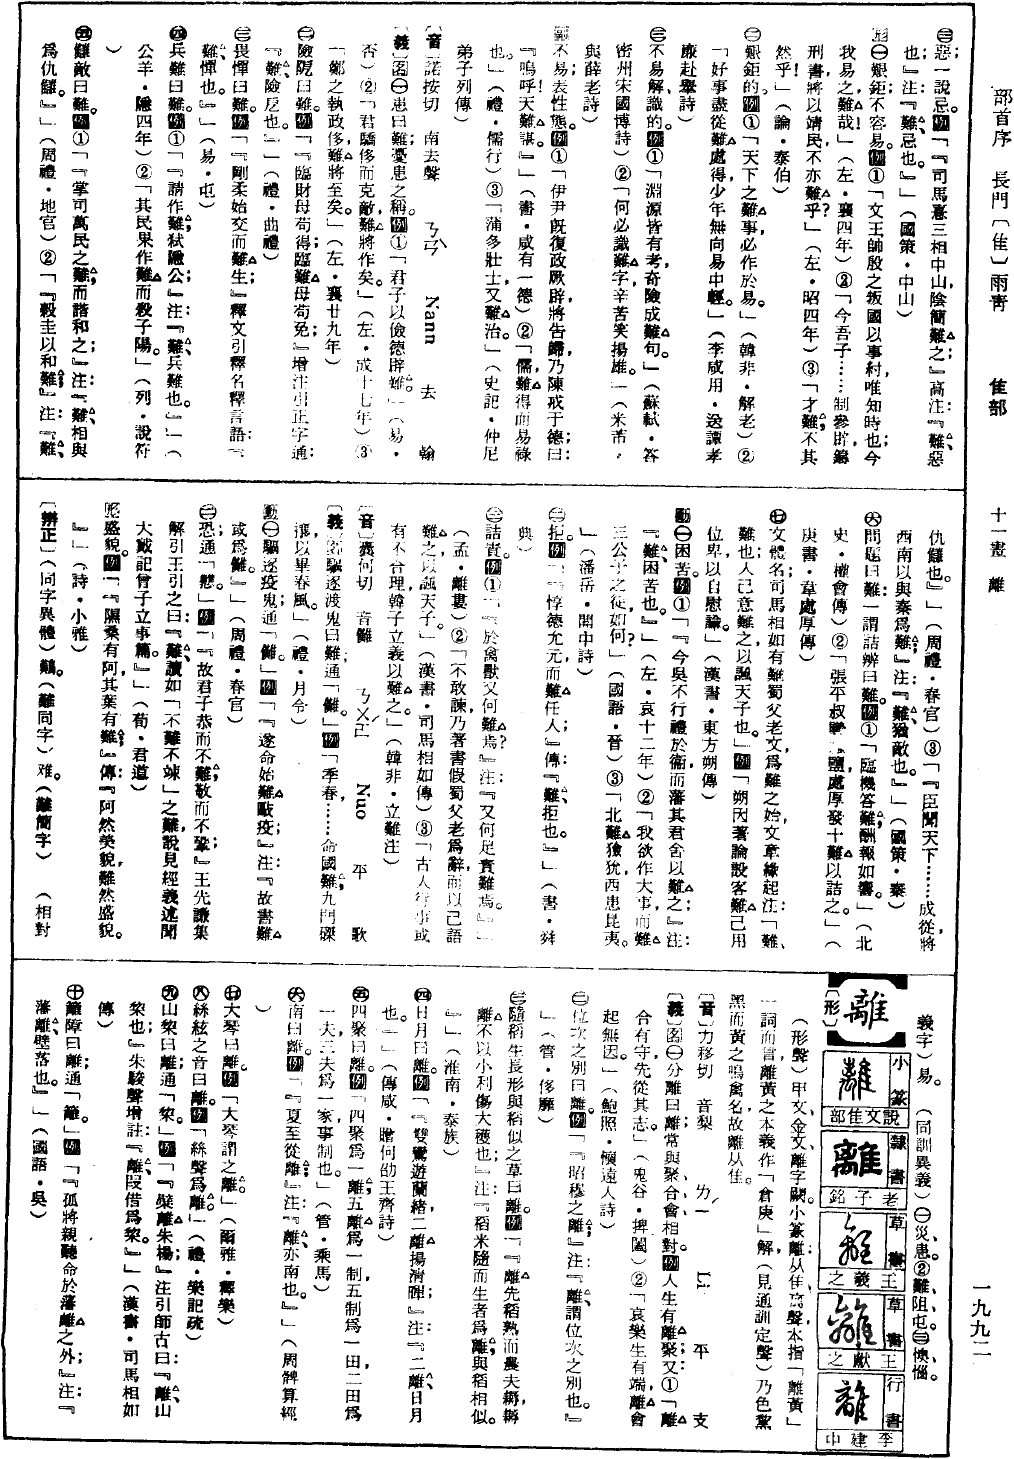 部首序　長門〔隹〕雨靑　隹部　十一畫　離　一九九二
㊂惡；一說忌。例「『司馬憙三相中山陰簡難之』高注：『難、惡
也。』注『難、忌也。』」（國策・中山）
形㊀艱鉅；不容易。例①「文王帥殷之叛國以事紂唯知時也；今
我易之難哉！」（左・襄四年）②「今吾子……制參辟鑄
刑書將以靖民不亦難乎？」（左・昭四年）③「才難；不其
然乎！」（論・泰伯）
㊁艱鉅的。例①「天下之難事必作於易。」（韓非・解老）②
「好事盡從難處得少年無向易中輕。」（李咸用・送譚孝
廉赴舉詩）
㊂不易解識的。例①「淵源皆有考，奇險或難句。」（蘇軾・答
密州宋國博詩）②「何必識難字辛苦笑揚雄。」（米芾・
與薛老詩）
副不易；表性態。例①「伊尹旣復政厥辟將告歸，乃陳戒于德曰：
『嗚呼！天難諶。』」（書・咸有一德）②「儒、難得而易祿
也。」（禮・儒行）③「蒲多壯士，又難治。」（史記・仲尼
弟子列傳）
〔音〕諾按切　南去聲　ㄋㄢˋ　Nann　去　翰
〔義〕名㊀患曰難；憂患之稱。例①「君子以儉德辟難。」（易・
否）②「君驕侈而克敵，難將作矣。」（左・成十七年）③
「鄭之執政侈，難將至矣。」（左・襄廿九年）
㊁險阨曰難。例「『臨財毋苟得；臨難毋苟免』增注引正字通：
『難、險戹也。』」（禮・曲禮）
㊂畏憚曰難。例「『剛柔始交而難生』釋文引釋名釋言語：『
難、憚也。』」（易・屯）
㊃兵難曰難。例①「『請作難，弑隱公』注：『難、兵難也。』」（
公羊・隱四年）②「其民果作難而殺子陽。」（列・說符
）
㊄讎敵曰難。例①「『掌司萬民之難而諧和之』注：『難、相與
爲仇讎。』」（周禮・地官）②「『穀圭以和難』注：『難、
仇讎也。』」（周禮・春官）③「『臣聞天下……成從將
西南以與秦爲難』注：『難猶敵也。』」（國策・秦）
㊅問題曰難；一謂詰辨曰難。例①「臨機答難，酬報如響。」（北
史・權會傳）②「張平叔……鹽，處厚發十難以詰之。」（
唐書・韋處厚傳）
㊆文體名；司馬相如有難蜀父老文，爲難之始；文章緣起注：「難、
難也；人己意難之以諷天子也。」例「朔因著論設客難己用
位卑以自慰諭。」（漢書・東方朔傳）
動㊀困苦。例①「『今吳不行禮於衞而藩其君舍以難之』注：
『難、困苦也。』」（左・哀十二年）②「我欲作大事而難
三公子之徒如何？」（國語・晉）③「北難獫狁，西患昆夷。
」（潘岳・關中詩）
㊁拒。例「『惇德允元，而難任人』傳：『難、拒也。』」（書・舜
典）
㊂詰責。例①「『於禽獸又何難焉？』注：『又何足責難焉。』」
（孟・離婁）②「不敢諫，乃著書假蜀父老爲辭而以己語
難之以諷天子。」（漢書・司馬相如傳）③「古人行事或
有不合理，韓子立義以難之。」（韓非・立難注）
〔音〕囊何切　音儺　ㄋㄨㄛˊ　Nuo　平　歌
〔義〕名驅逐疫鬼曰難；通「儺」。例「季春……命國難，九門磔
攘以畢春風。」（禮・月令）
動㊀驅逐疫鬼；通「儺」。例「『遂命始難毆疫』注：『故書難
或爲儺。』」（周禮・春官）
㊁恐；通「戁」。例「『故君子恭而不難；敬而不鞏』王先謙集
解引王引之曰：『難、讀如「不難不竦」之難；說見經義述聞
大戴記曾子立事篇。』」（荀・君道）
形盛貌。例「『隰桑有阿，其葉有難』傳：『阿然美貌，難然盛貌。
』」（詩・小雅）
〔辨正〕（同字異體）鸛。（難同字）难。（難簡字）　（相對
義字）易。　（同訓異義）㊀災患。②難、阻、屯。㊂懊惱。
離
〔形〕小篆　說文隹部
隸書　老子銘
草書　王羲之
草書　王獻之
行書　李建中
（形聲）甲文、金文離字闕。小篆離：从隹、离聲。本指「離黃」
一詞而言；離黃之本義作「倉庚」解，（見通訓定聲）乃色黧
黑而黃之鳴禽名，故離从隹。
〔音〕力移切　音梨　ㄌㄧˊ　Li　平　支
〔義〕名㊀分離曰離；常與聚、合、會相對。例人生有離聚；又①「離
合有守，先從其志。」（鬼谷・捭闔）②「哀樂生有端，離會
起無因。」（鮑照・懷遠人詩）
㊁位次之別曰離。例「『昭穆之離』注：『離、謂位次之別也。』
」（管・侈靡）
㊂隨稻生長形與稻似之草曰離。例「『離先稻熟，而農夫耨；耨
離不以小利傷大穫也』注：『稻米隨而生者爲離；與稻相似。
』」（淮南・泰族）
㊃日月曰離。例「『雙鸞遊蘭緒；二離揚淸暉』注：『二離、日月
也。』」（傅咸・贈何劭王濟詩）
㊄四聚曰離。例「四聚爲一離，五離爲一制，五制爲一田，二田爲
一夫，三夫爲一家，事制也。」（管・乘馬）
㊅南曰離。例「『夏至從離』注：『離、亦南也。』」（周髀算經
）
㊆大琴曰離。例「大琴謂之離。」（爾雅・釋樂）
㊇絲絃之音曰離。例「絲聲爲離。」（禮・樂記疏）
㊈山棃曰離；通「棃」。例「『檗離朱楊』注引師古曰：『離、山
棃也』朱駿聲增註：『離、叚借爲棃。』」（漢書・司馬相如
傳）
㊉籬障曰離；通「籬」。例「『孤將親聽命於藩離之外』注：『
藩離、壁落也。』」（國語・吳）